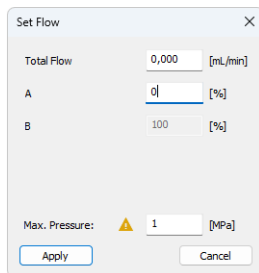 Set Flow
Total Flow 0,000 [mL/min]
A 0 [%]
B 100 [%]
Max. Pressure: 1 [MPa]
Apply Cancel